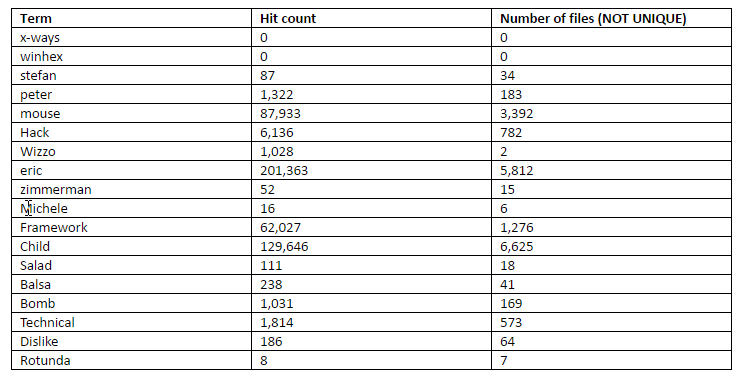 Term Hit count Number of files (NOT UNIQUE)
x-ways 0 0
winhex 0 0
stefan 87 34
peter 1,322 183
mouse 87,933 3,392
Hack 6,136 782
Wizzo 1,028 2
eric 201,363 5,812
zimmerman 52 15
Michele 16 6
Framework 62,027 1,276
Child 129,646 6,625
Salad 111 18
Balsa 238 41
Bomb 1,031 169
Technical 1,814 573
Dislike 186 64
Rotunda 8 7